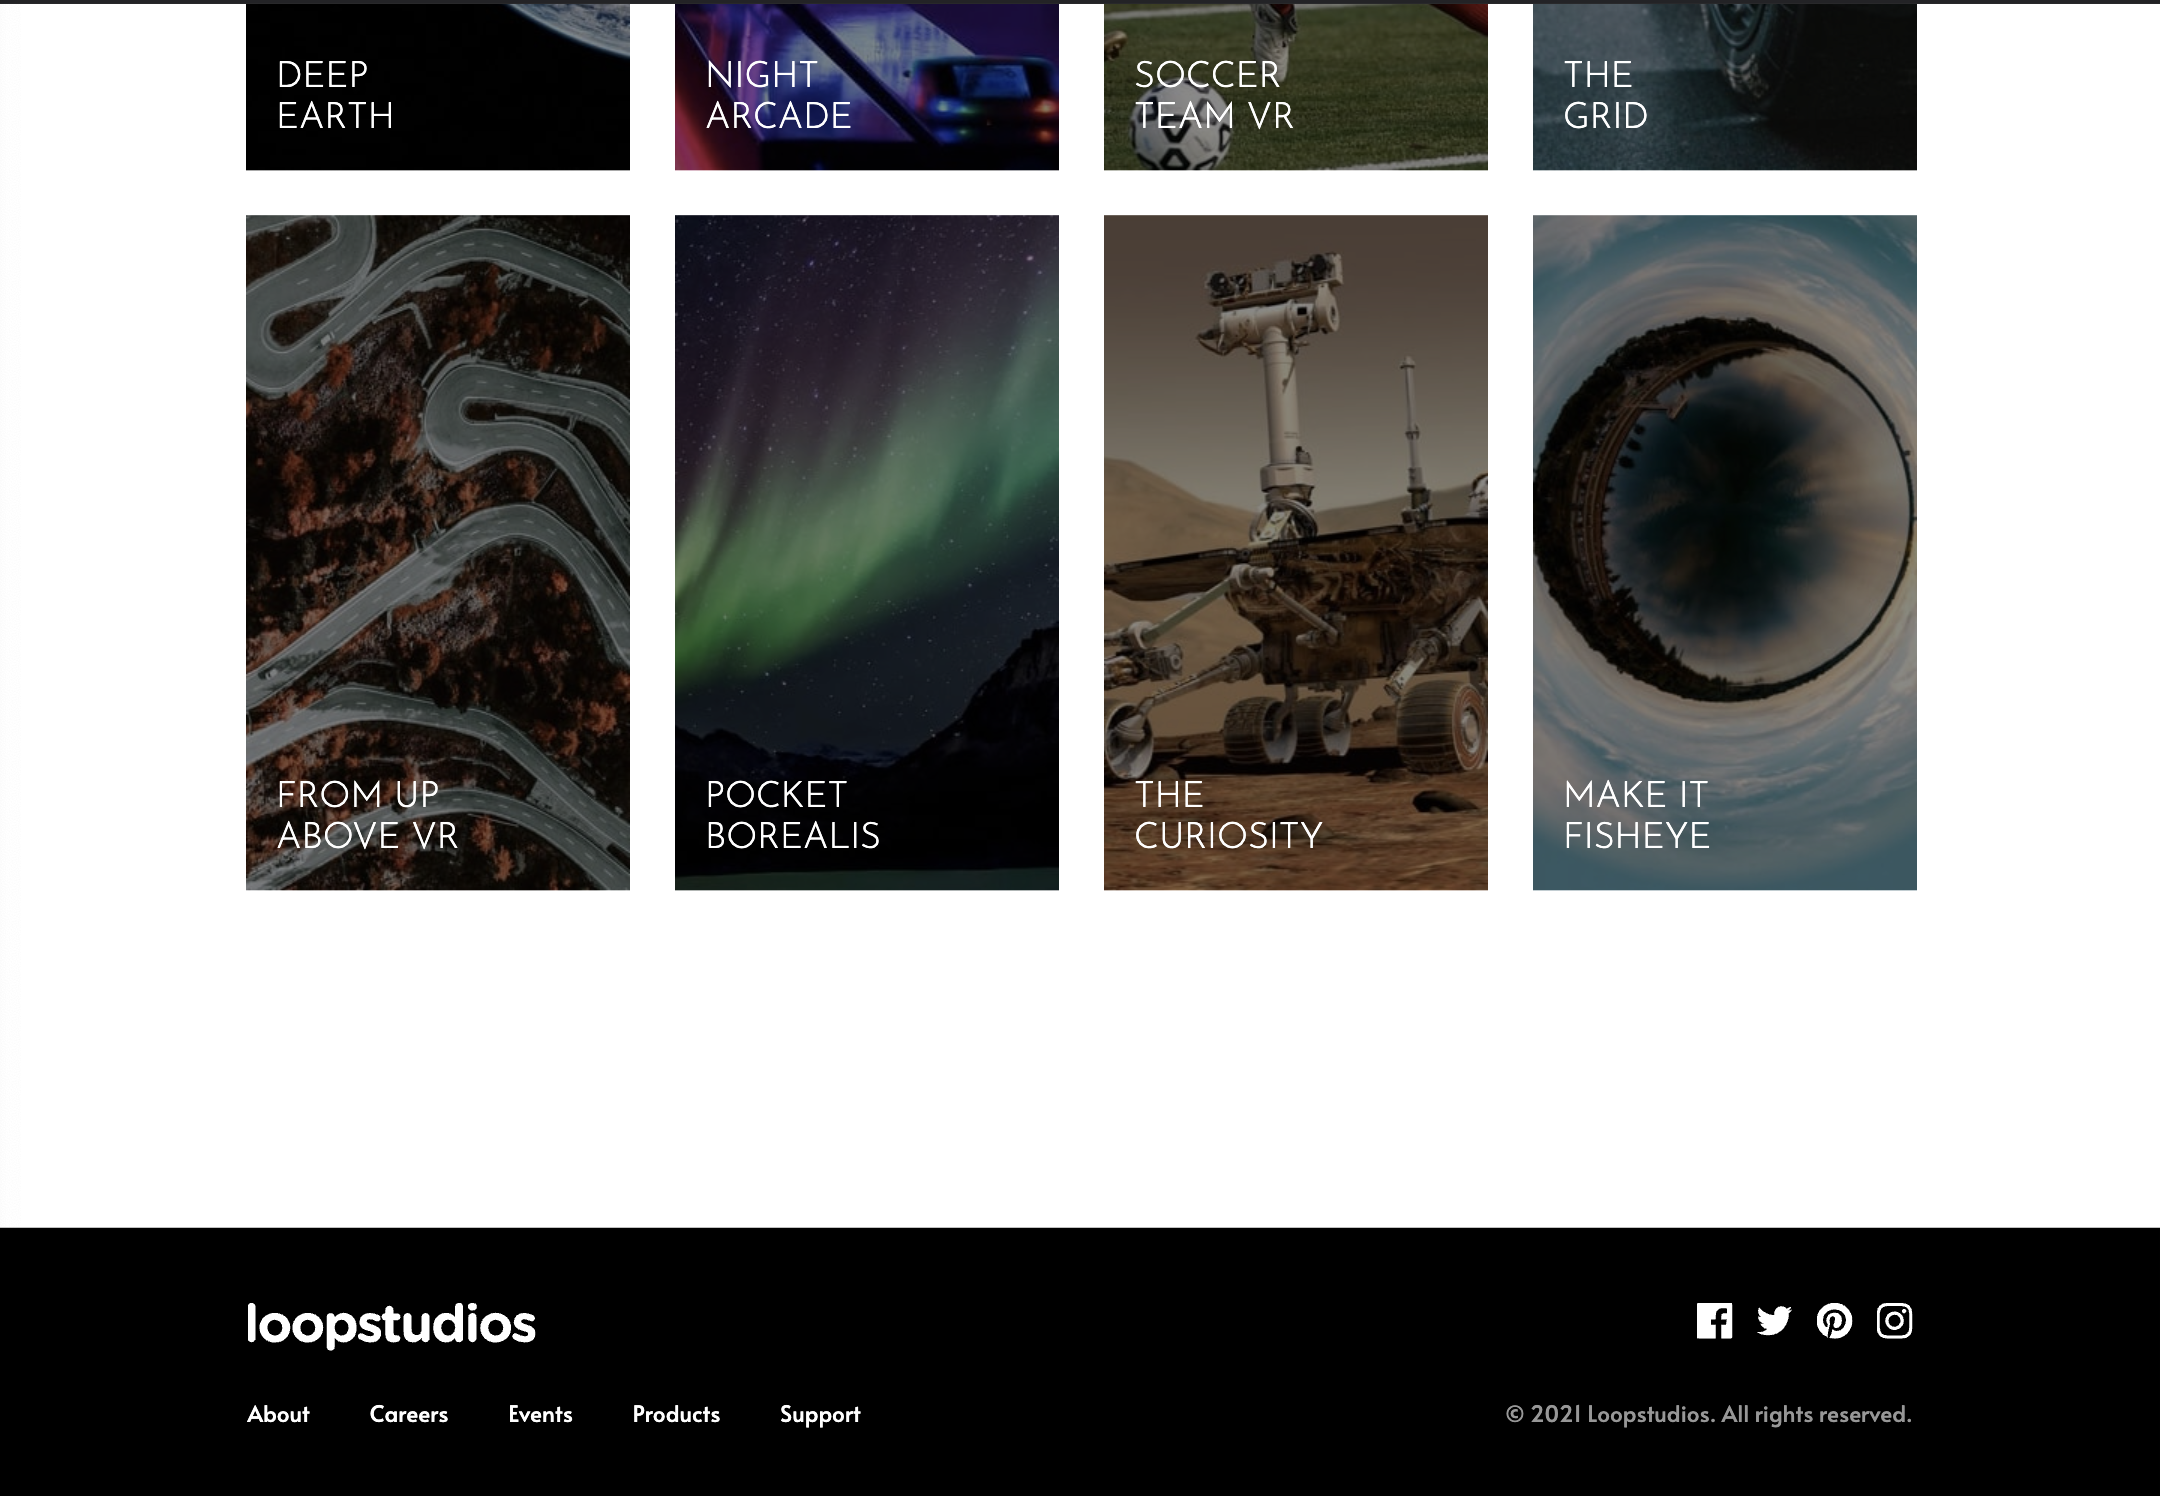 DEEP
EARTH
NIGHT
ARCADE
SOCCER
TEAM VR
THE
GRID
FROM UP
ABOVE VR
POCKET
BOREALIS
THE
CURIOSITY
MAKE IT
FISHEYE
loopstudios
About Careers Events Products Support
© 2021 Loopstudios. All rights reserved.